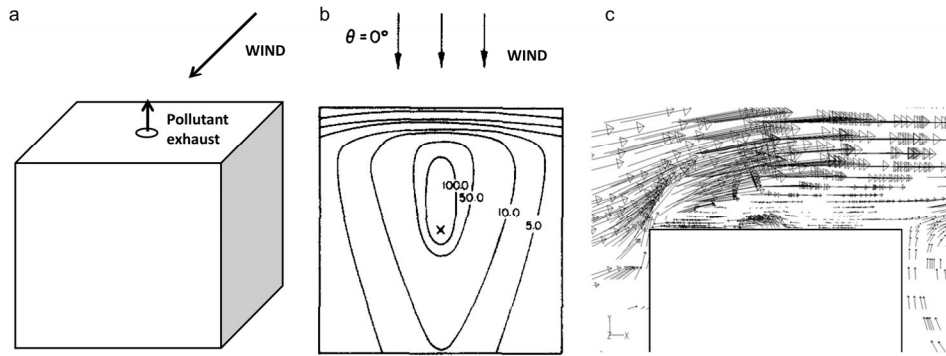 a
WIND
Pollutant
exhaust
b
θ = 0°
WIND
100.0
50.0
10.0
5.0
×
c
Y
Z X